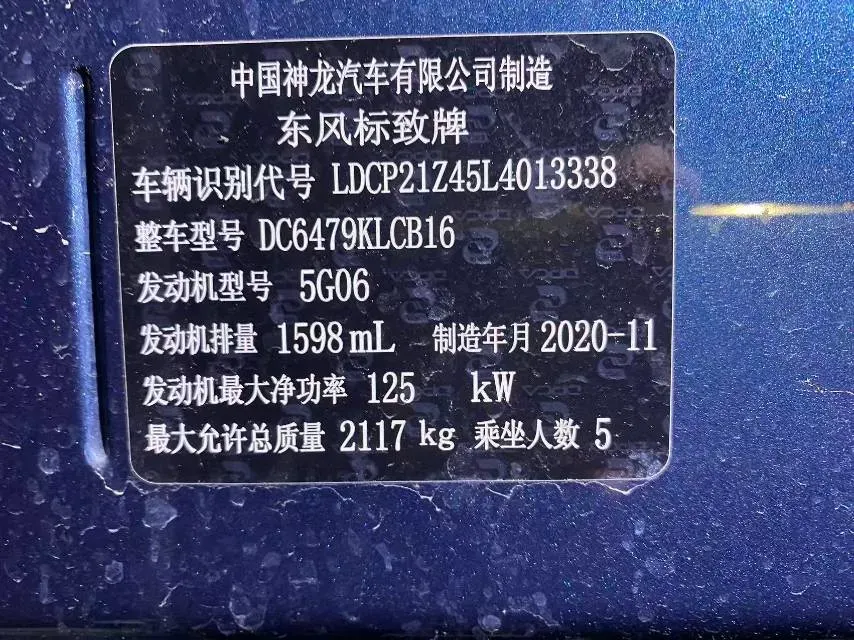 中国神龙汽车有限公司制造
东风标致牌
车辆识别代号 LDCP21Z45L4013338
整车型号 DC6479KLCB16
发动机型号 5G06
发动机排量 1598 mL 制造年月 2020-11
发动机最大净功率 125 kW
最大允许总质量 2117 kg 乘坐人数 5